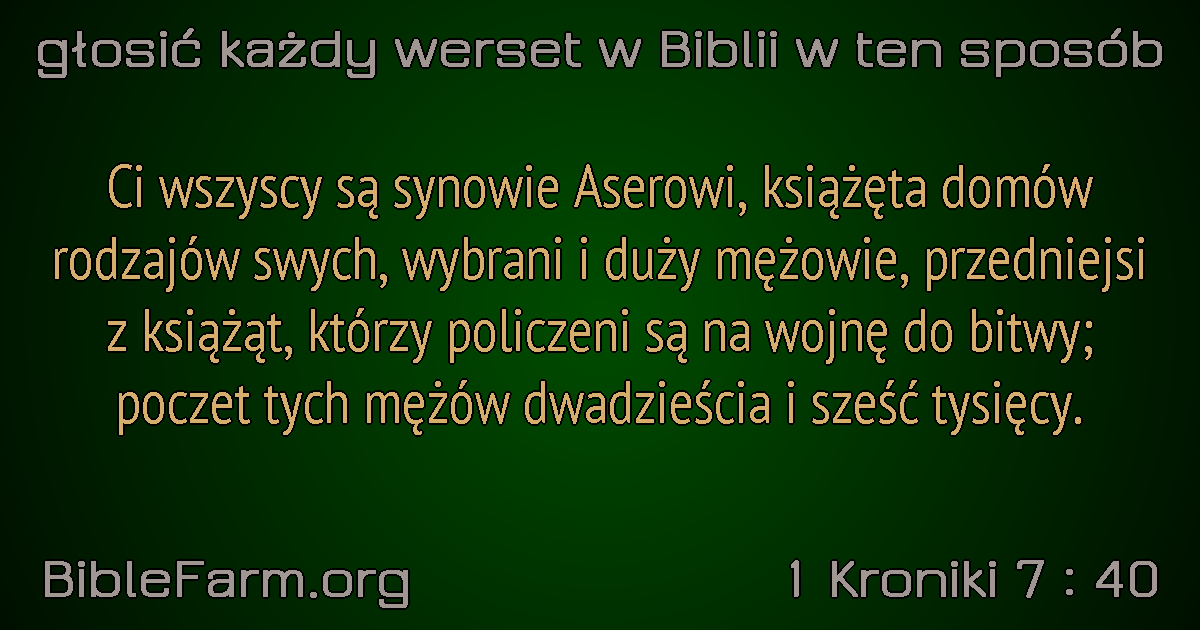 głosić każdy werset w Biblii w ten sposób
Ci wszyscy są synowie Aserowi, książęta domów
rodzajów swych, wybrani i duży mężowie, przedniejsi
z książąt, którzy policzeni są na wojnę do bitwy;
poczet tych mężów dwadzieścia i sześć tysięcy.
BibleFarm.org
1 Kroniki 7 : 40